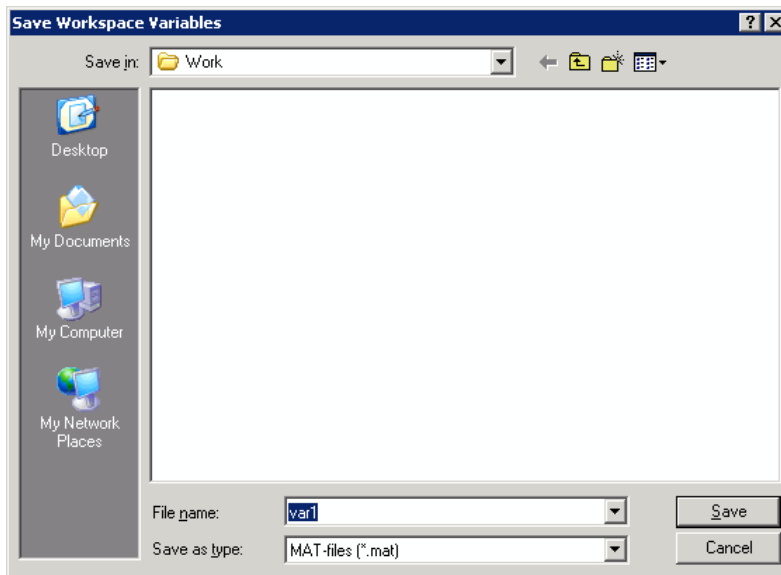 Save Workspace Variables
Save in:
Work
Desktop
My Documents
My Computer
My Network
Places
File name:
var1
Save
Save as type:
MAT-files (*.mat)
Cancel